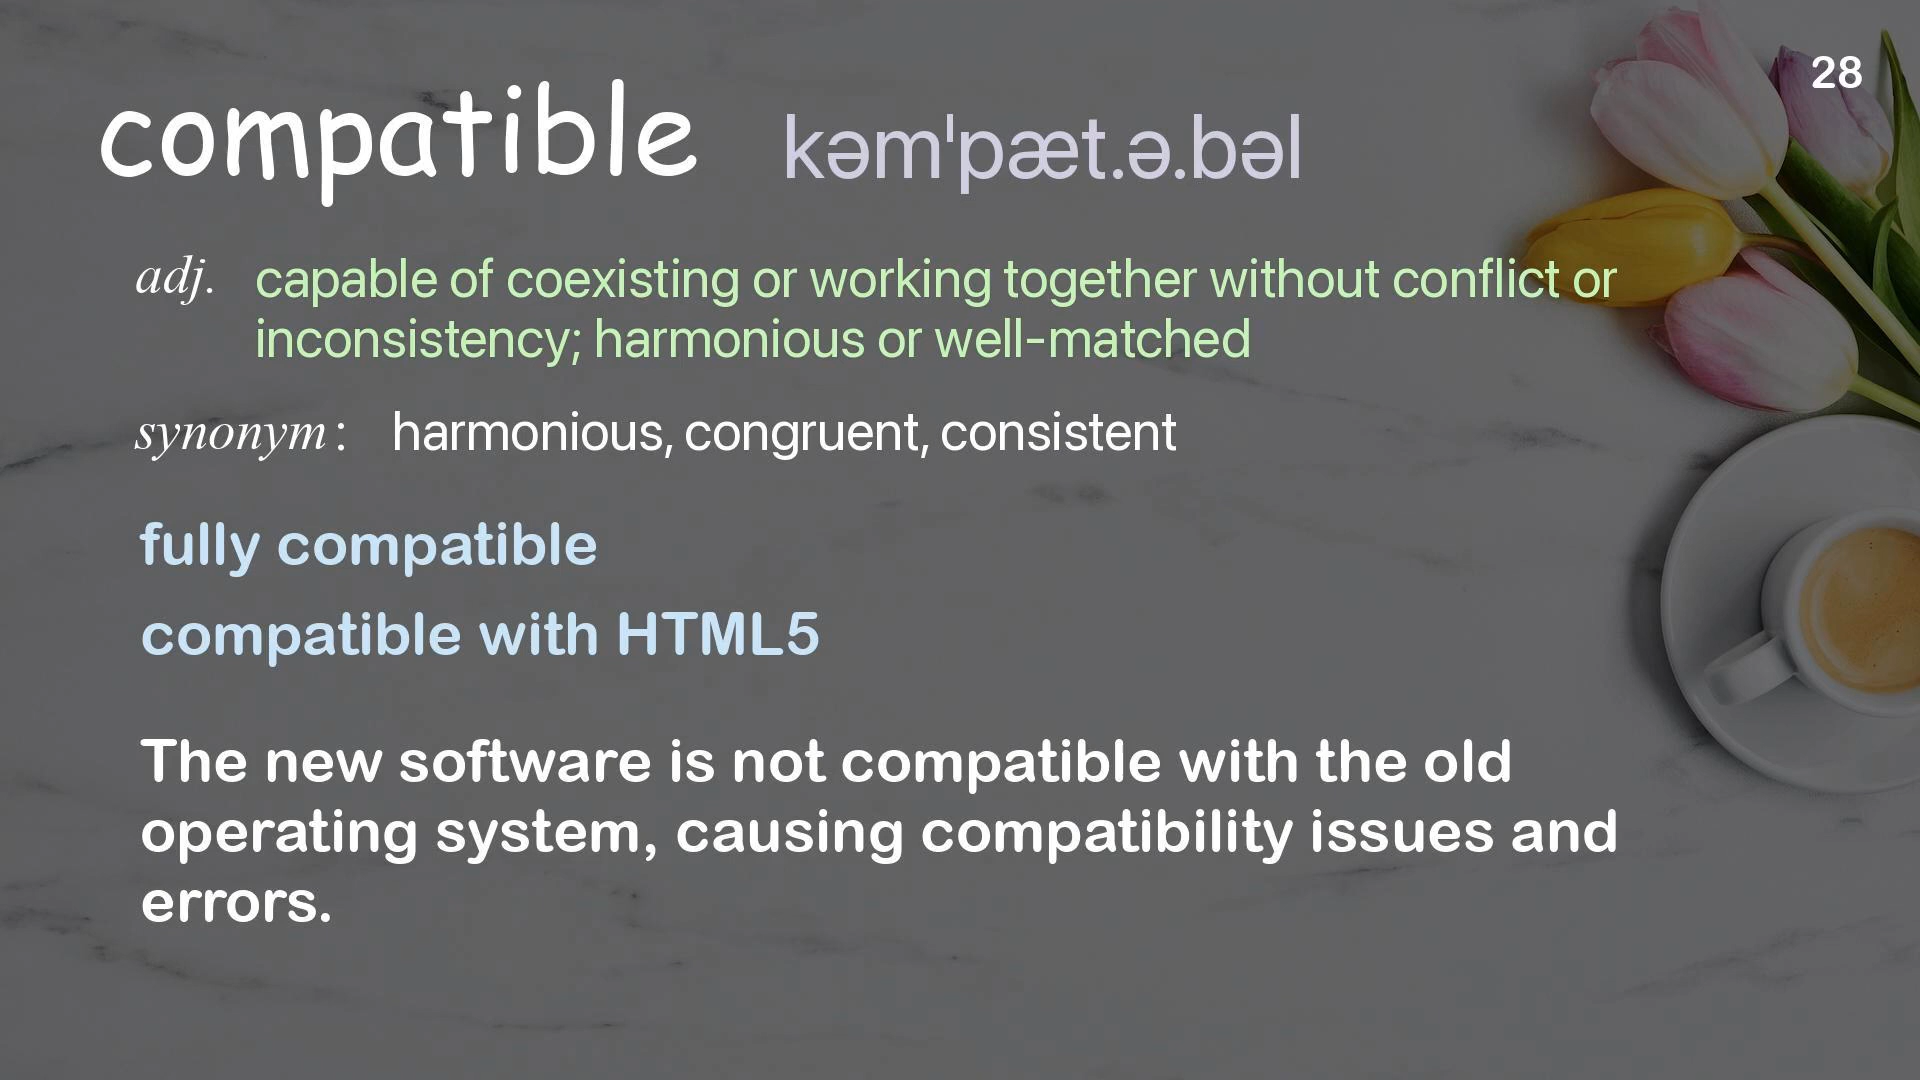 28
compatible kəm'pæt.ə.bəl
adj. capable of coexisting or working together without conflict or
inconsistency; harmonious or well-matched
synonym: harmonious, congruent, consistent
fully compatible
compatible with HTML5
The new software is not compatible with the old
operating system, causing compatibility issues and
errors.